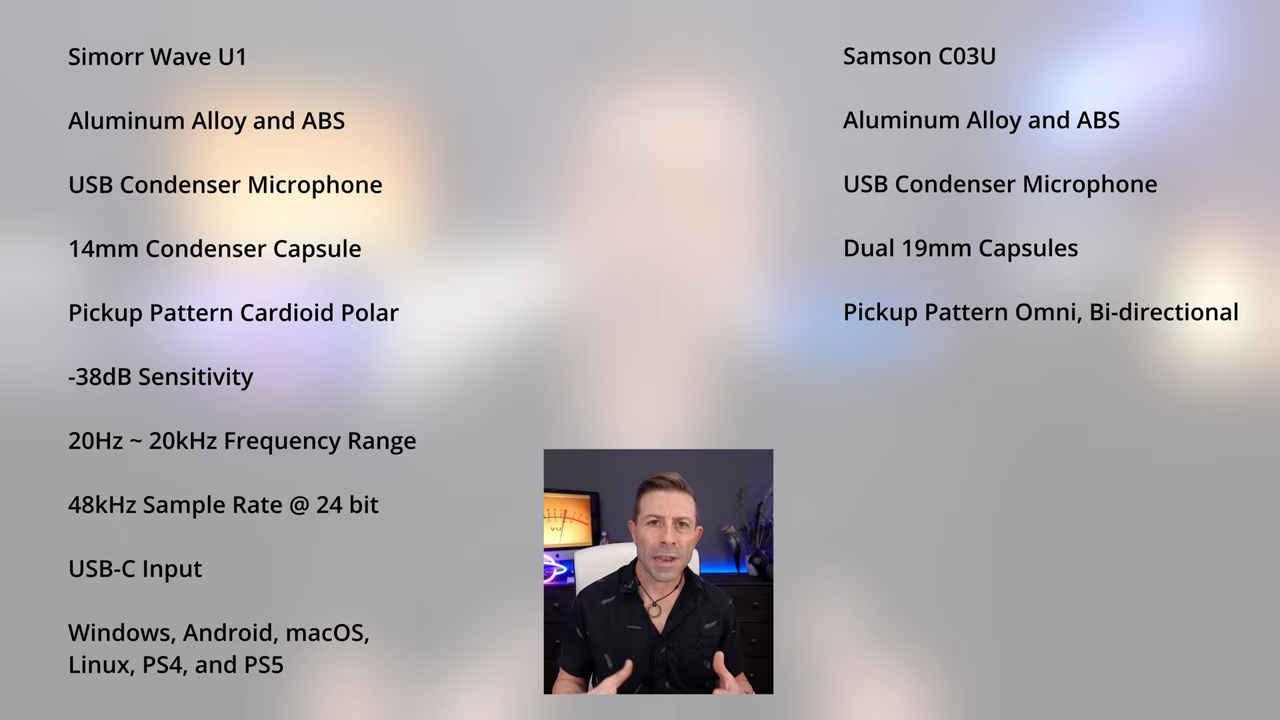 Simorr Wave U1
Aluminum Alloy and ABS
USB Condenser Microphone
14mm Condenser Capsule
Pickup Pattern Cardioid Polar
-38dB Sensitivity
20Hz ~ 20kHz Frequency Range
48kHz Sample Rate @ 24 bit
USB-C Input
Windows, Android, macOS,
Linux, PS4, and PS5
Samson C03U
Aluminum Alloy and ABS
USB Condenser Microphone
Dual 19mm Capsules
Pickup Pattern Omni, Bi-directional
VU